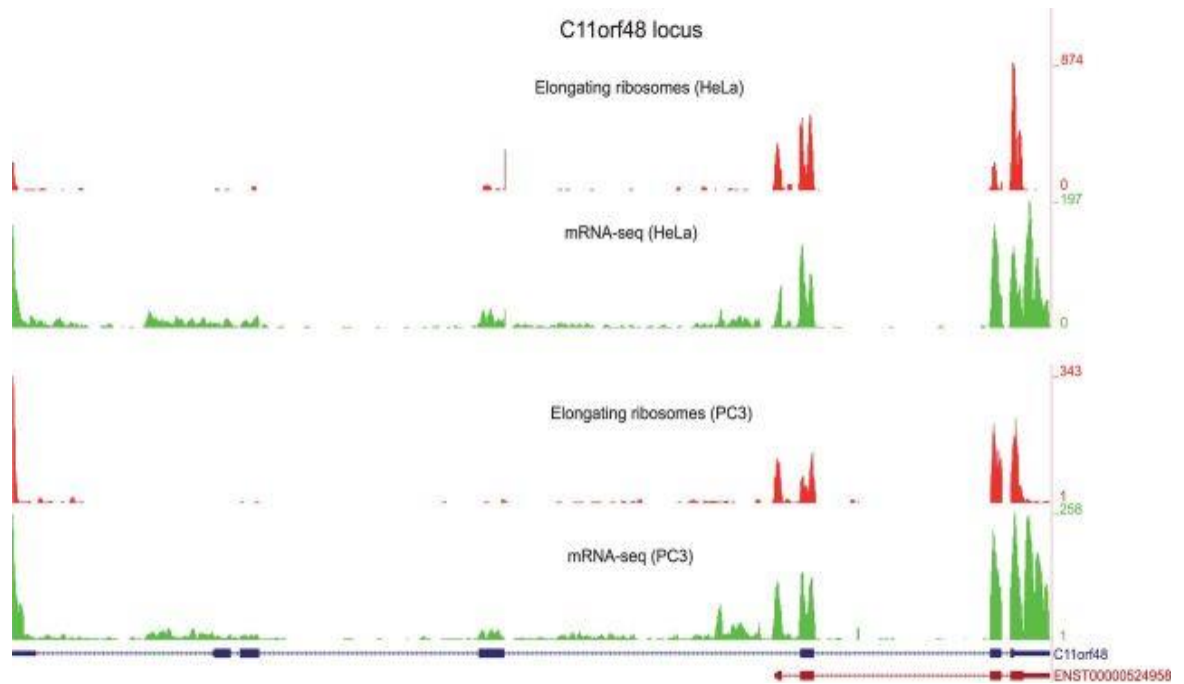 C11orf48 locus
874
Elongating ribosomes (HeLa)
0
197
mRNA-seq (HeLa)
0
343
Elongating ribosomes (PC3)
1
258
mRNA-seq (PC3)
1
C11orf48
ENST00000524958